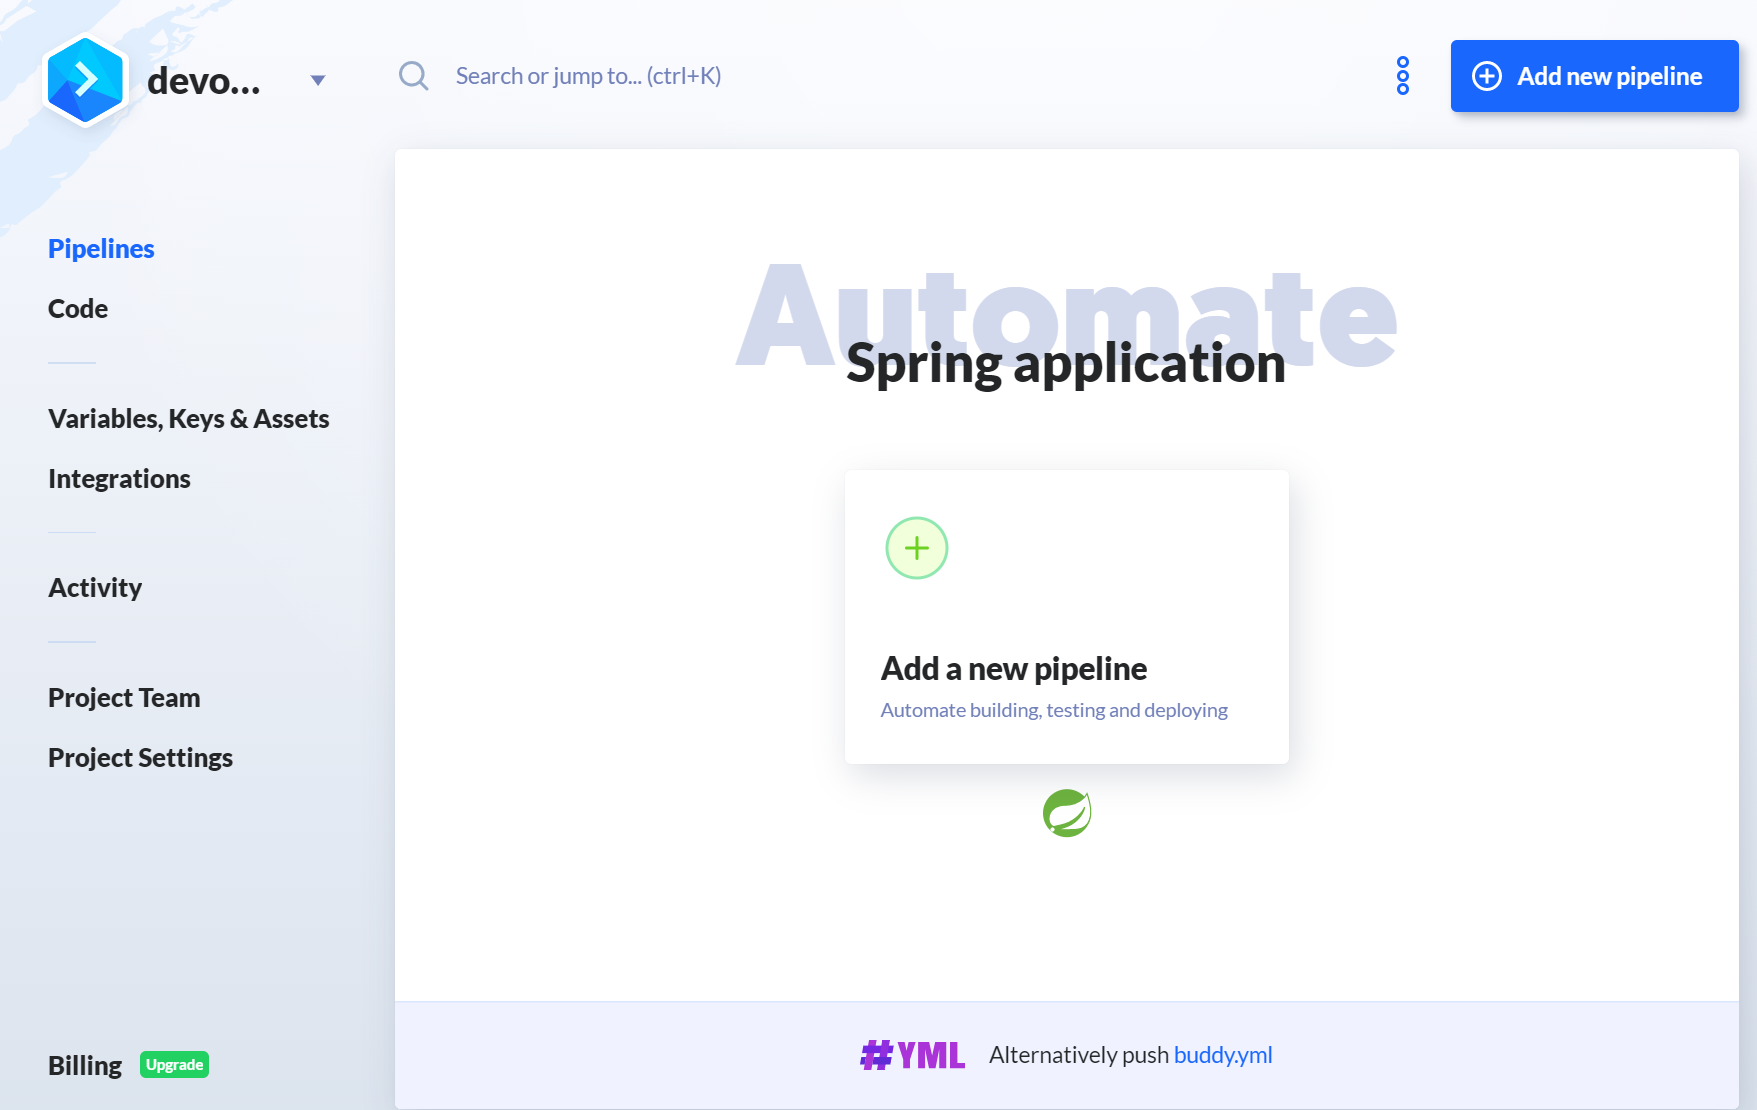 devo...
Search or jump to... (ctrl+K)
Add new pipeline
Pipelines
Code
Variables, Keys & Assets
Integrations
Activity
Project Team
Project Settings
Billing Upgrade
Automate
Spring application
Add a new pipeline
Automate building, testing and deploying
#YML Alternatively push buddy.yml